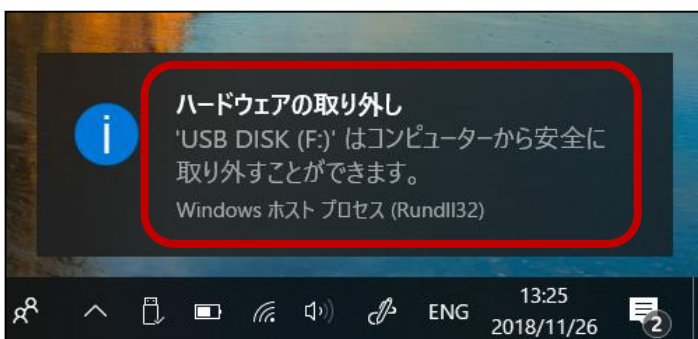 ハードウェアの取り外し
'USB DISK (F:)' はコンピューターから安全に
取り外すことができます。
Windows ホスト プロセス (Rundll32)
ENG
13:25
2018/11/26
2